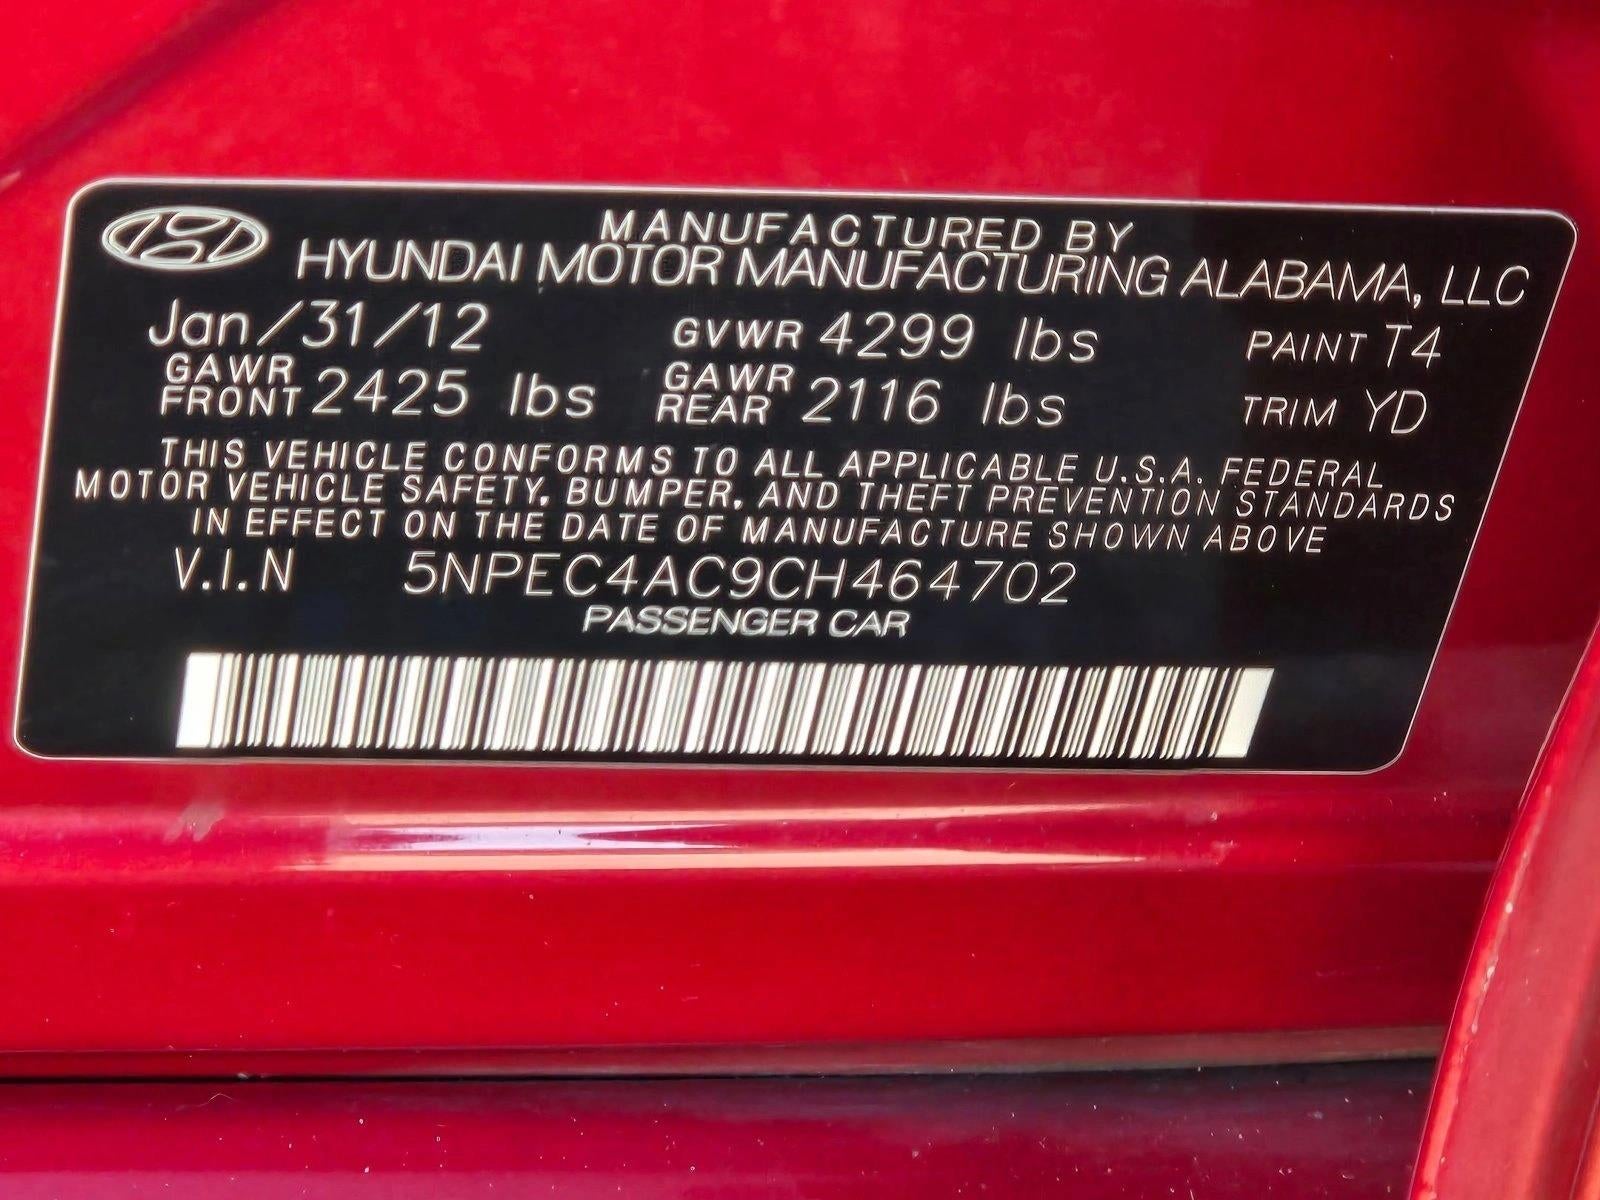 MANUFACTURED BY
HYUNDAI MOTOR MANUFACTURING ALABAMA, LLC
Jan/31/12 GVWR 4299 lbs PAINT T4
GAWR FRONT 2425 lbs GAWR REAR 2116 lbs TRIM YD
THIS VEHICLE CONFORMS TO ALL APPLICABLE U.S.A. FEDERAL
MOTOR VEHICLE SAFETY, BUMPER, AND THEFT PREVENTION STANDARDS
IN EFFECT ON THE DATE OF MANUFACTURE SHOWN ABOVE
V.I.N 5NPEC4AC9CH464702
PASSENGER CAR